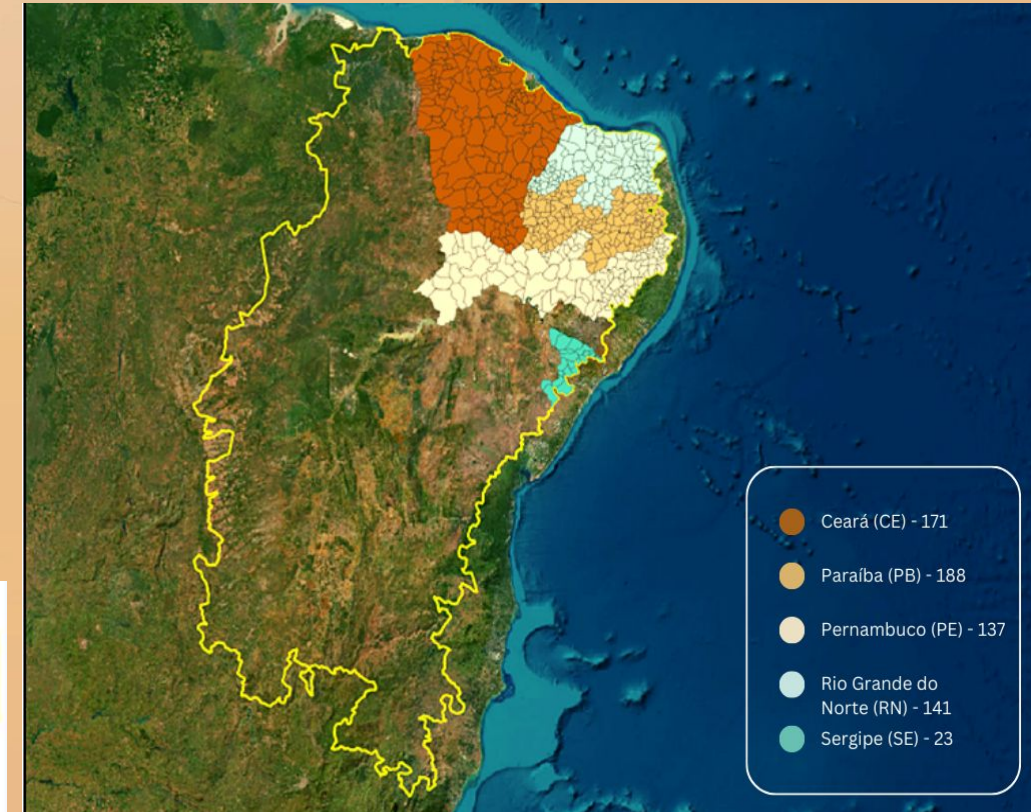 Ceará (CE) - 171
Paraíba (PB) - 188
Pernambuco (PE) - 137
Rio Grande do
Norte (RN) - 141
Sergipe (SE) - 23